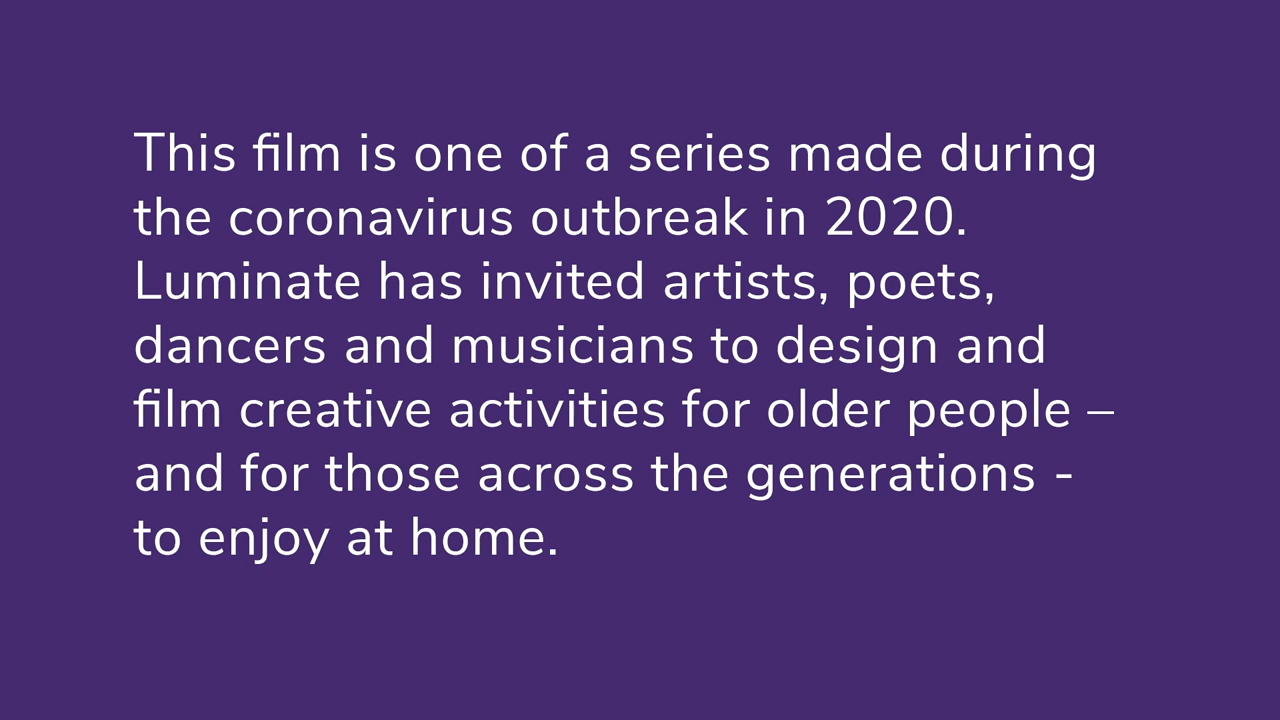 This film is one of a series made during
the coronavirus outbreak in 2020.
Luminate has invited artists, poets,
dancers and musicians to design and
film creative activities for older people –
and for those across the generations -
to enjoy at home.